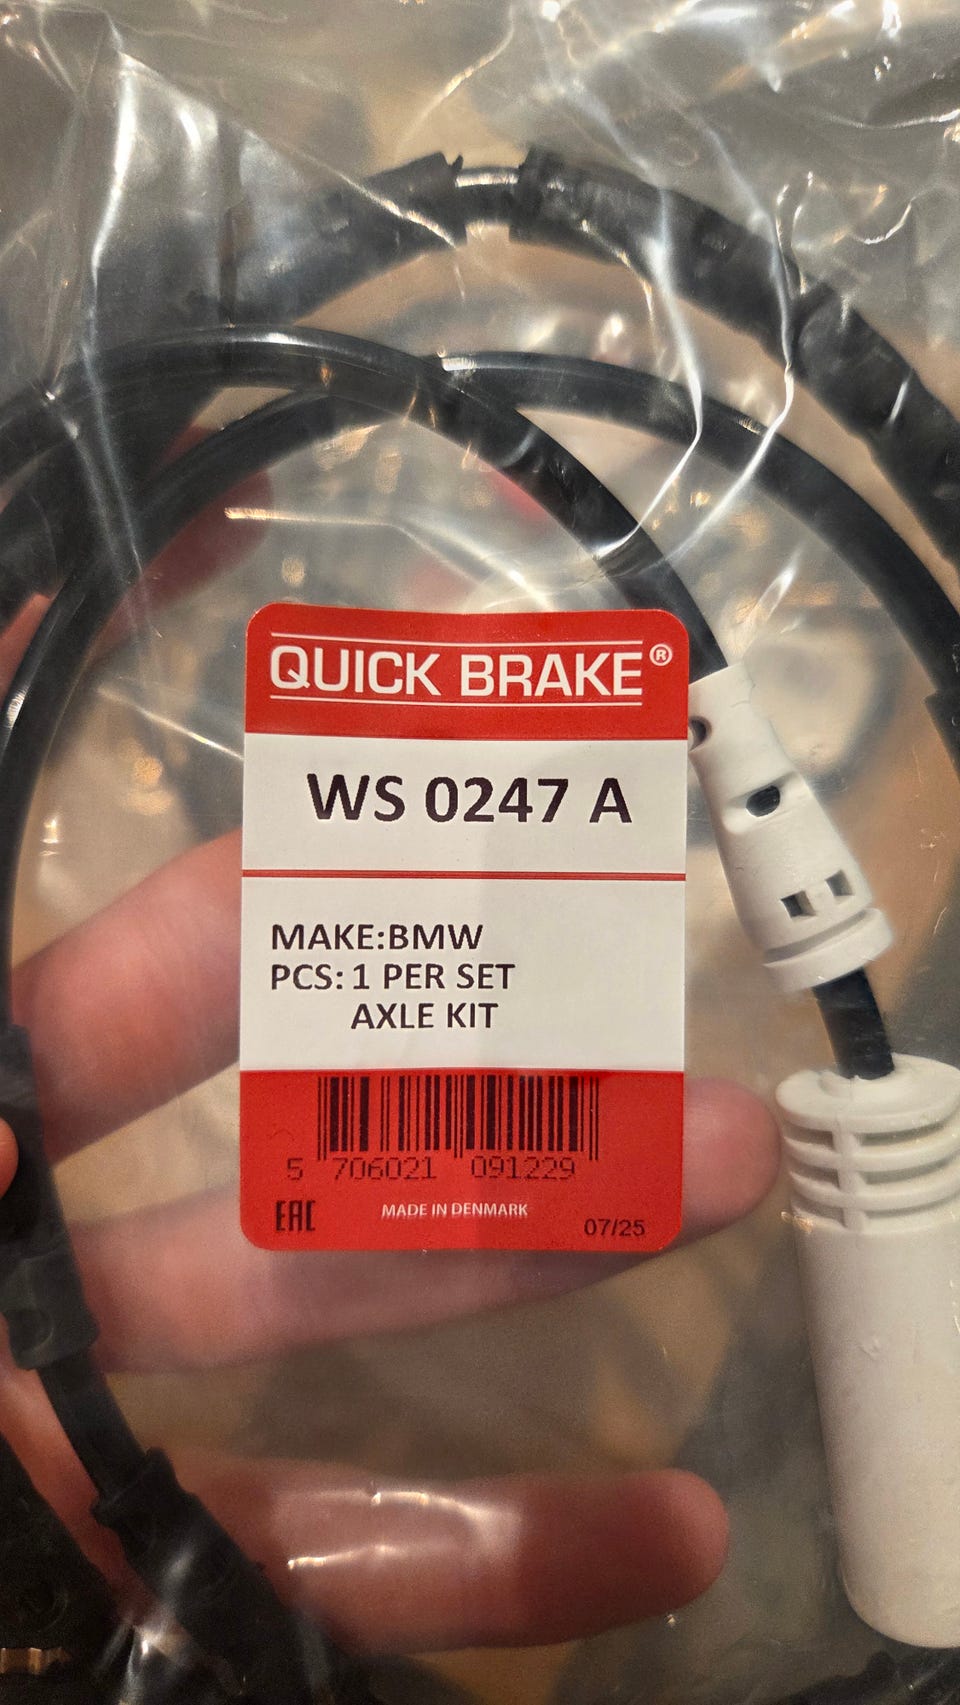 QUICK BRAKE®
WS 0247 A
MAKE:BMW
PCS: 1 PER SET
AXLE KIT
5 706021 091229
EAC
MADE IN DENMARK
07/25